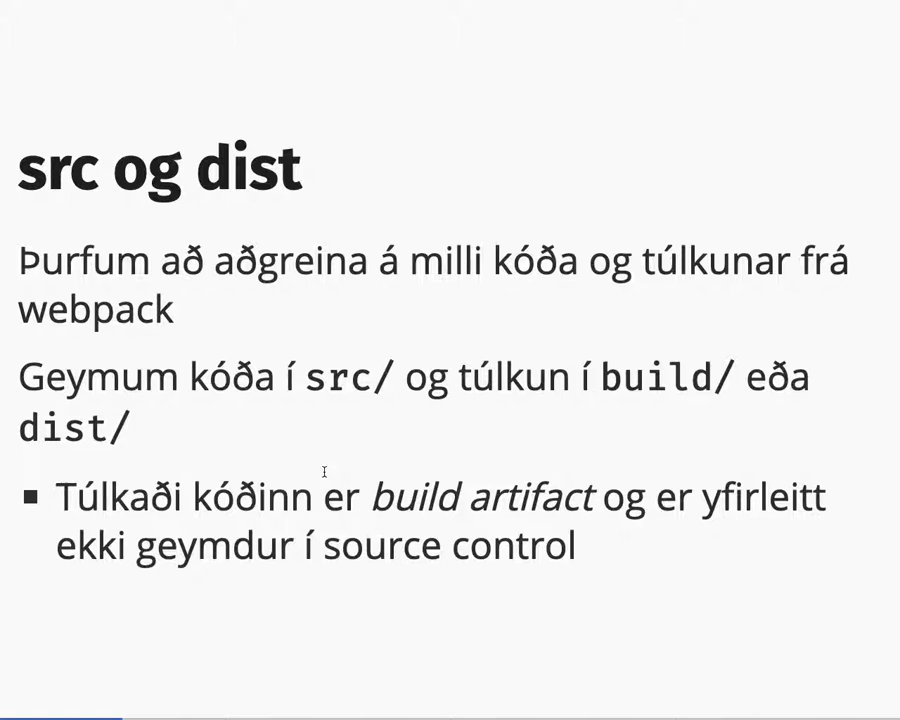 src og dist
Þurfum að aðgreina á milli kóða og túlkunar frá
webpack
Geymum kóða í src/ og túlkun í build/ eða
dist/
▪ Túlkaði kóðinn er build artifact og er yfirleitt
ekki geymdur í source control